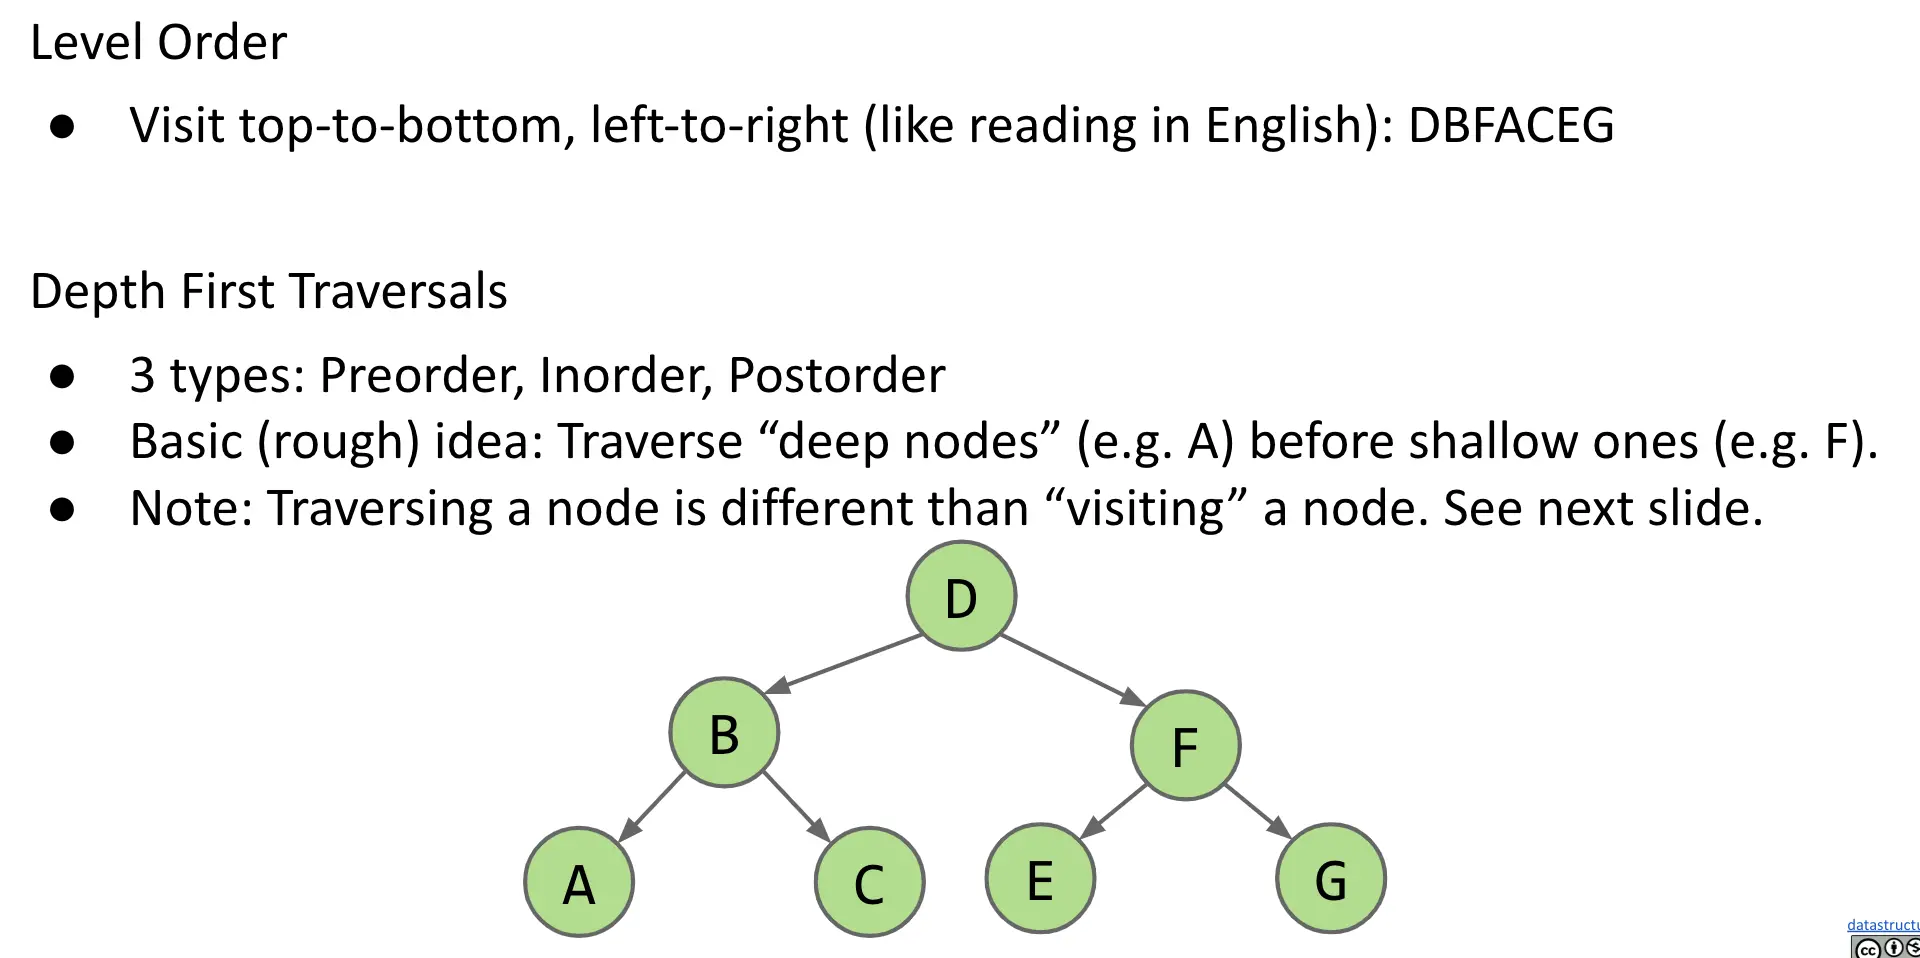 Level Order
● Visit top-to-bottom, left-to-right (like reading in English): DBFACEG
Depth First Traversals
● 3 types: Preorder, Inorder, Postorder
● Basic (rough) idea: Traverse “deep nodes” (e.g. A) before shallow ones (e.g. F).
● Note: Traversing a node is different than “visiting” a node. See next slide.
D
B
F
A
C
E
G
datastructu
cc